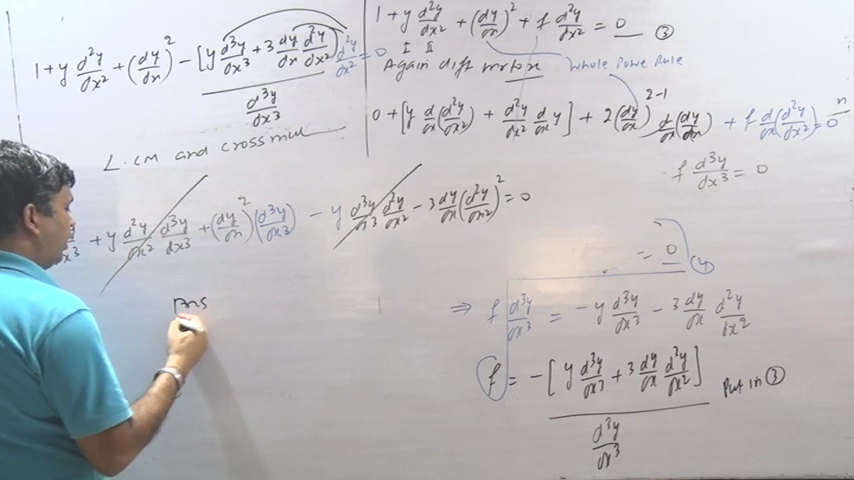 1 + y d²y/dx² + (dy/dx)² − [y d³y/dx³ + 3 dy/dx d²y/dx²] d²y/dx² = 0
d³y/dx³
L.CM and cross mul
/dx³ + y d²y/dx² d³y/dx³ + (dy/dx)² (d³y/dx³) − y d³y/dx³ d²y/dx² − 3 dy/dx (d²y/dx²)² = 0
Ans
1 + y d²y/dx² + (dy/dx)² + f d²y/dx² = 0 ③
I II
Again diff w.r.to x
whole Power Rule
0 + [y d/dx (d²y/dx²) + d²y/dx² d/dx y] + 2 (dy/dx)²⁻¹ d/dx (dy/dx) + f d/dx (d²y/dx²) = 0
n
f d³y/dx³ = 0
= 0 ④
⇒ f d³y/dx³ = − y d³y/dx³ − 3 dy/dx d²y/dx²
f = −[y d³y/dx³ + 3 dy/dx d²y/dx²] Put in ③
d³y/dx³